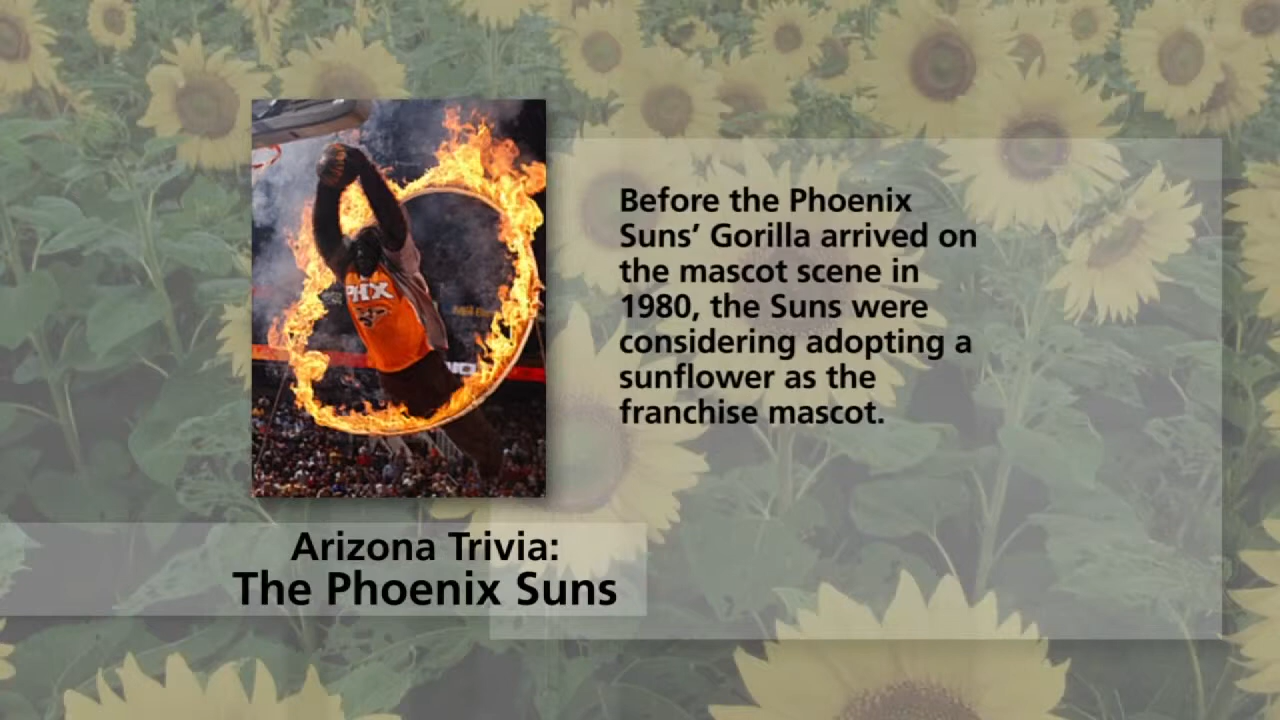 Before the Phoenix
Suns’ Gorilla arrived on
the mascot scene in
1980, the Suns were
considering adopting a
sunflower as the
franchise mascot.
PHX
Arizona Trivia:
The Phoenix Suns